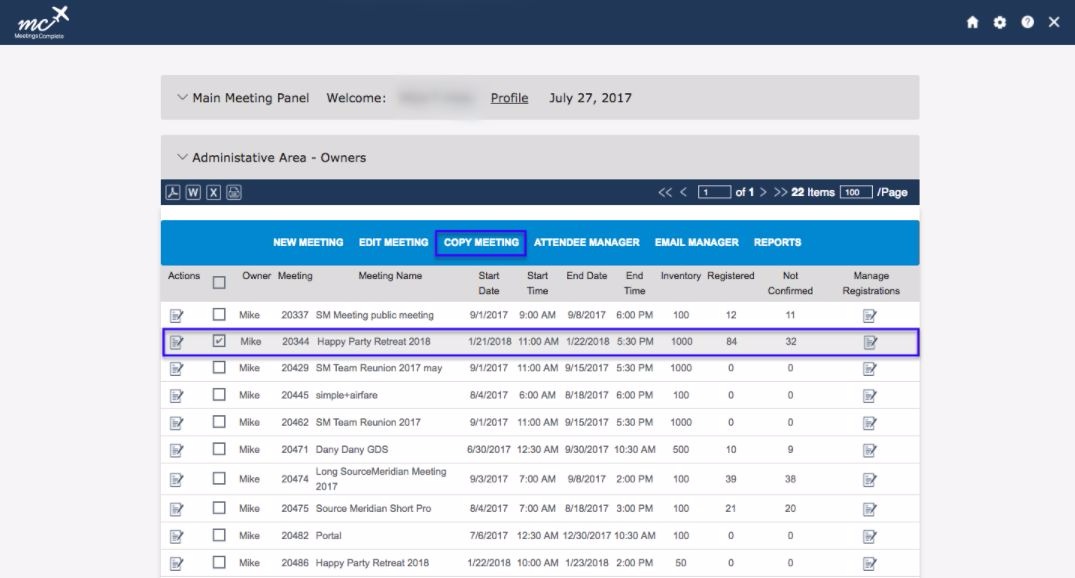 mc
MeetingsComplete
Main Meeting Panel Welcome: Profile July 27, 2017
Administative Area - Owners
W X << < 1 of 1 > >> 22 Items 100 /Page
NEW MEETING EDIT MEETING COPY MEETING ATTENDEE MANAGER EMAIL MANAGER REPORTS
Actions Owner Meeting Meeting Name Start Date Start Time End Date End Time Inventory Registered Not Confirmed Manage Registrations
Mike 20337 SM Meeting public meeting 9/1/2017 9:00 AM 9/8/2017 6:00 PM 100 12 11
Mike 20344 Happy Party Retreat 2018 1/21/2018 11:00 AM 1/22/2018 5:30 PM 1000 84 32
Mike 20429 SM Team Reunion 2017 may 9/1/2017 11:00 AM 9/15/2017 5:30 PM 1000 0 0
Mike 20445 simple+airfare 8/4/2017 6:00 AM 8/18/2017 6:00 PM 100 0 0
Mike 20462 SM Team Reunion 2017 9/1/2017 11:00 AM 9/15/2017 5:30 PM 100 0 0
Mike 20471 Dany Dany GDS 6/30/2017 12:30 AM 9/30/2017 10:30 AM 500 10 9
Mike 20474 Long SourceMeridian Meeting 2017 9/3/2017 7:00 AM 9/8/2017 2:00 PM 100 39 38
Mike 20475 Source Meridian Short Pro 8/4/2017 7:00 AM 8/18/2017 3:00 PM 100 21 20
Mike 20482 Portal 7/6/2017 12:30 AM 12/30/2017 10:30 AM 100 0 0
Mike 20486 Happy Party Retreat 2018 1/22/2018 10:00 AM 1/23/2018 2:00 PM 50 0 0